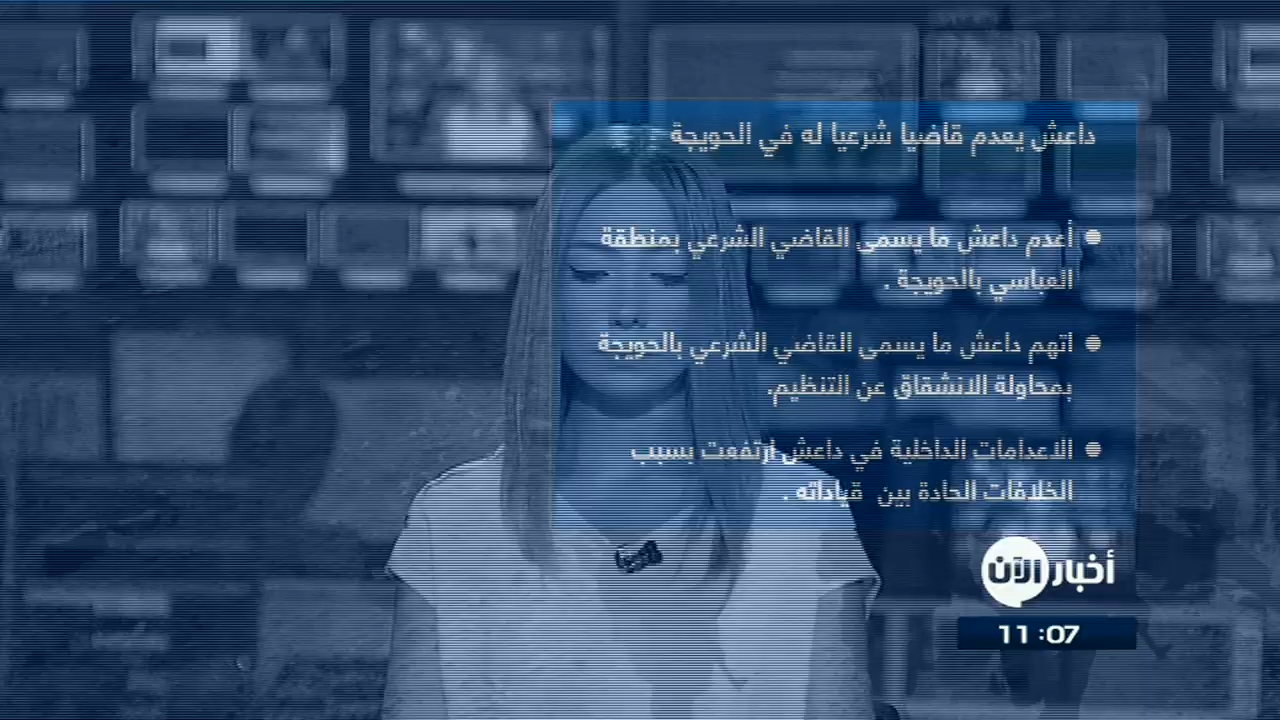 داعش يعدم قاضيا شرعيا له في الحويجة
● أعدم داعش ما يسمى القاضي الشرعي بمنطقة
العباسي بالحويجة .
● اتهم داعش ما يسمى القاضي الشرعي بالحويجة
بمحاولة الانشقاق عن التنظيم.
● الاعدامات الداخلية في داعش ارتفعت بسبب
الخلافات الحادة بين قياداته .
أخبار الآن
11:07